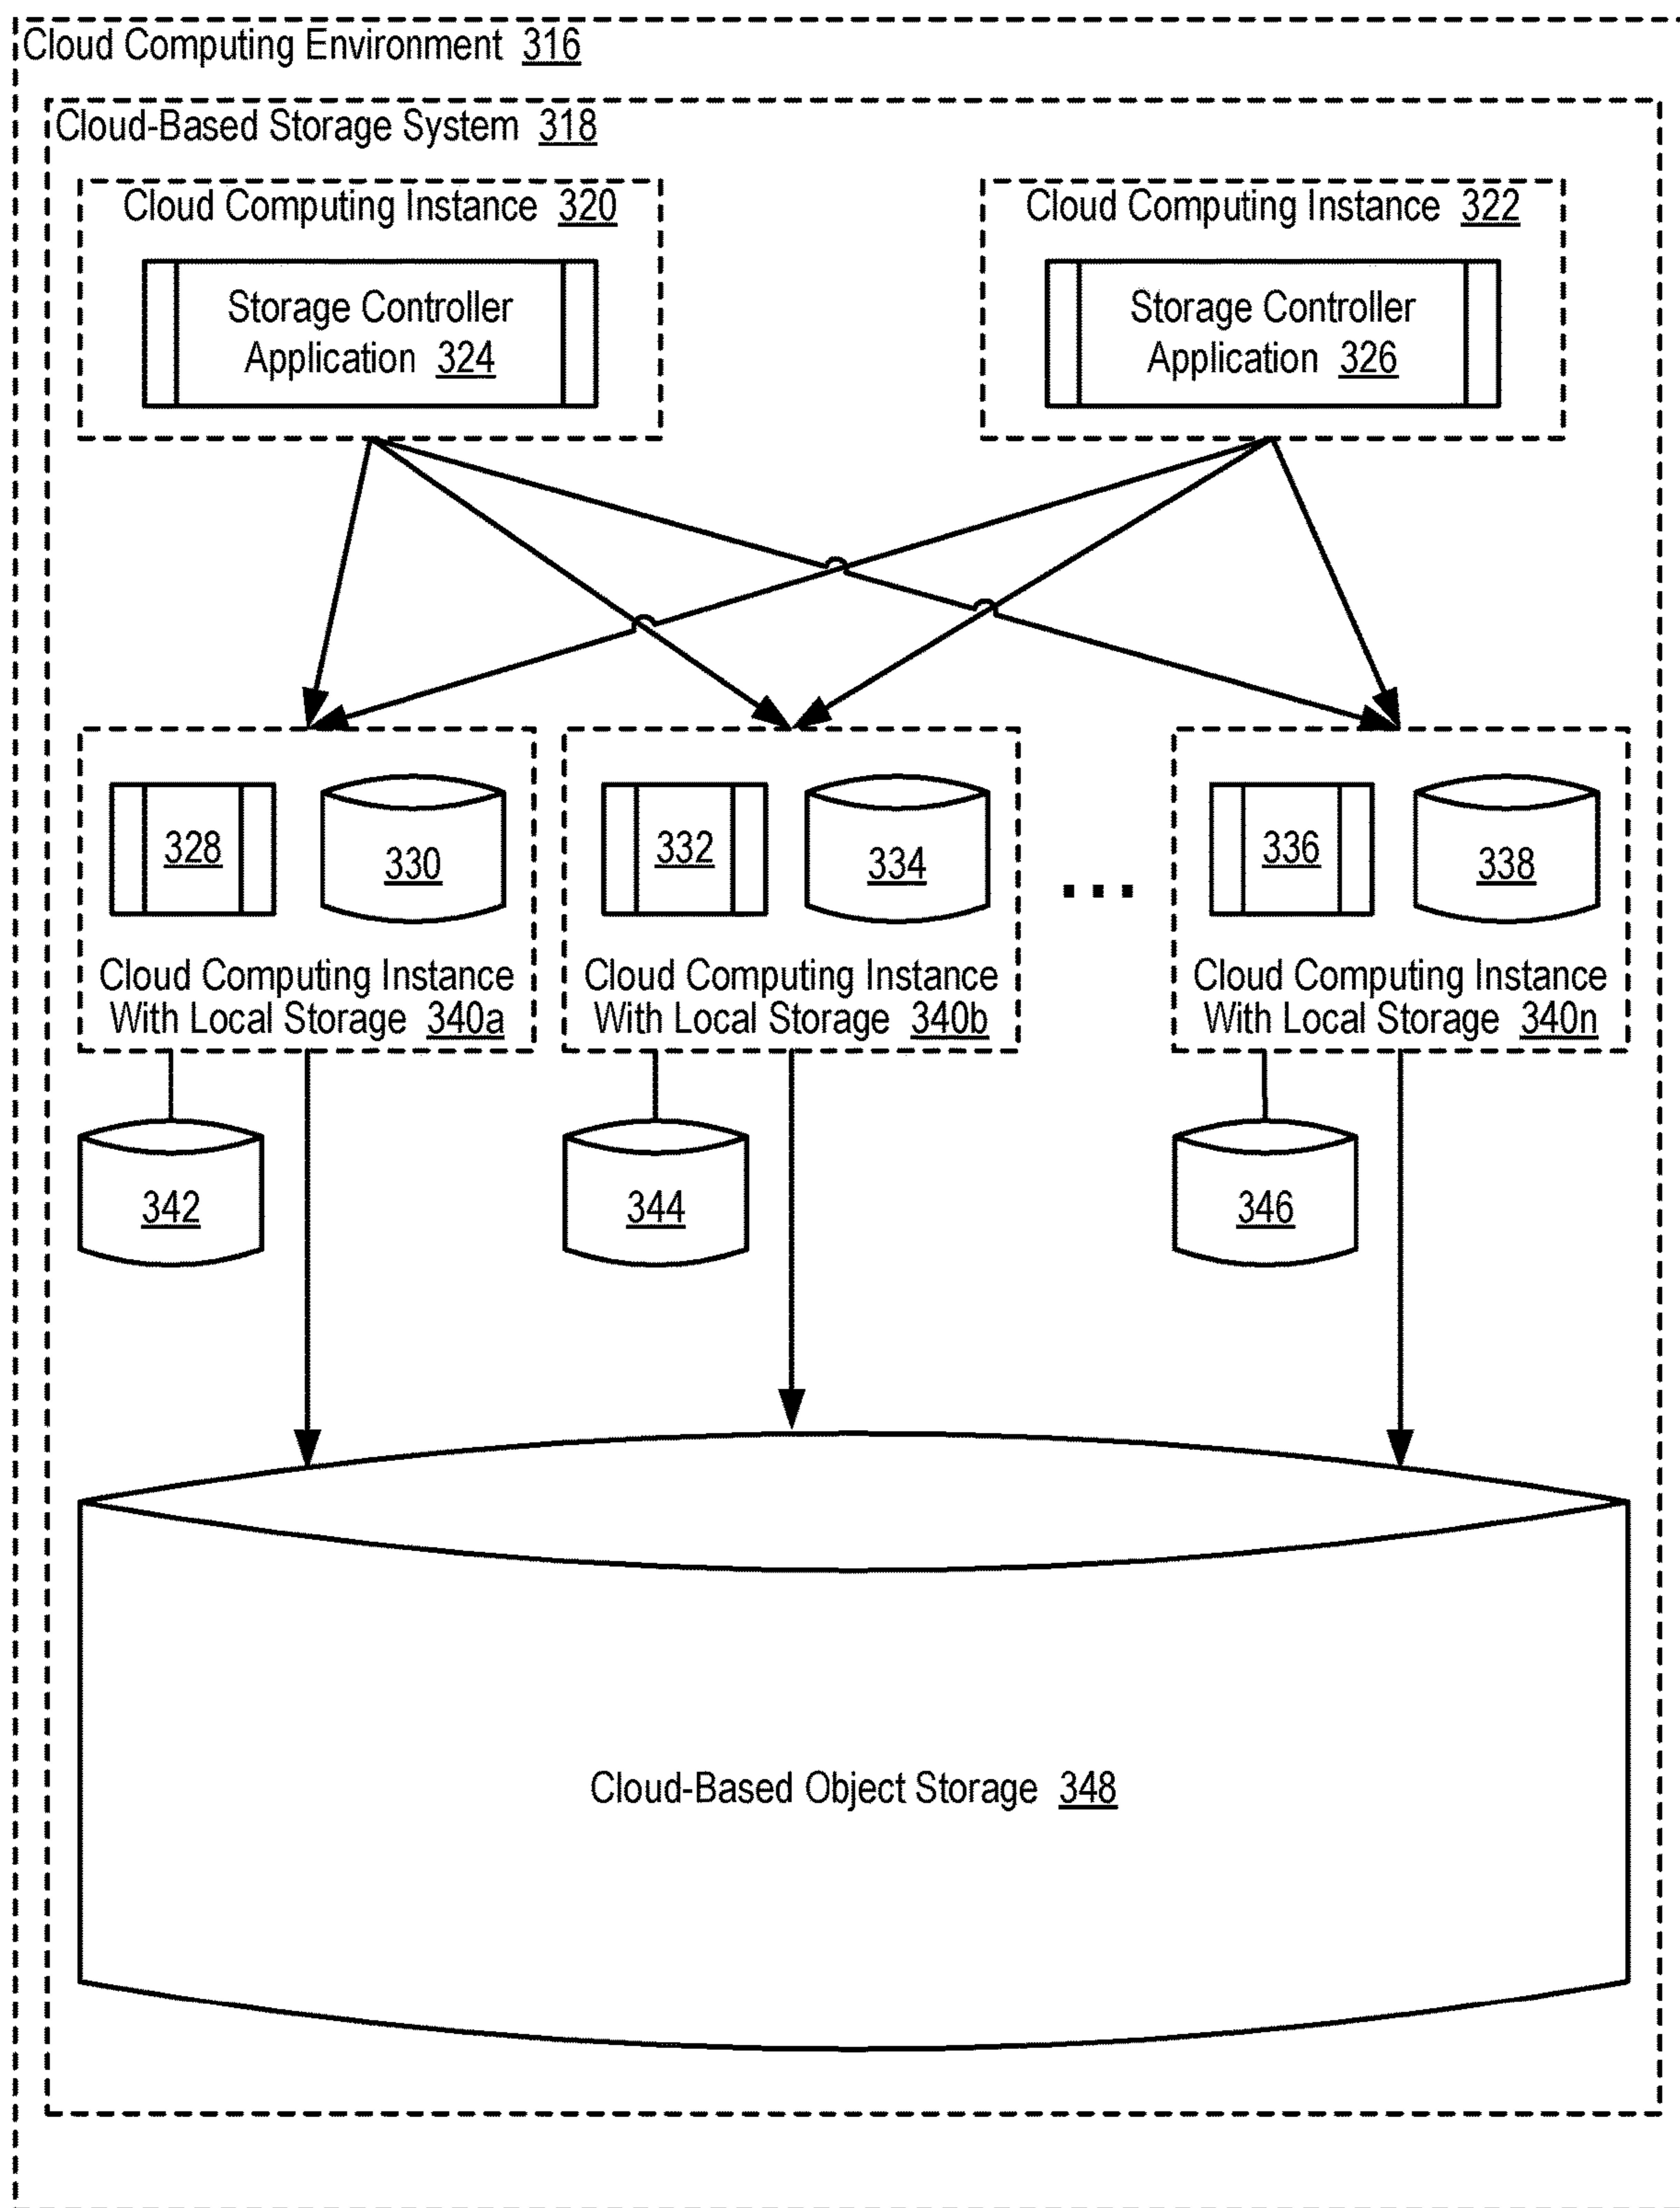 Cloud Computing Environment 316
Cloud-Based Storage System 318
Cloud Computing Instance 320
Storage Controller
Application 324
Cloud Computing Instance 322
Storage Controller
Application 326
328
330
Cloud Computing Instance
With Local Storage 340a
332
334
Cloud Computing Instance
With Local Storage 340b
...
336
338
Cloud Computing Instance
With Local Storage 340n
342
344
346
Cloud-Based Object Storage 348